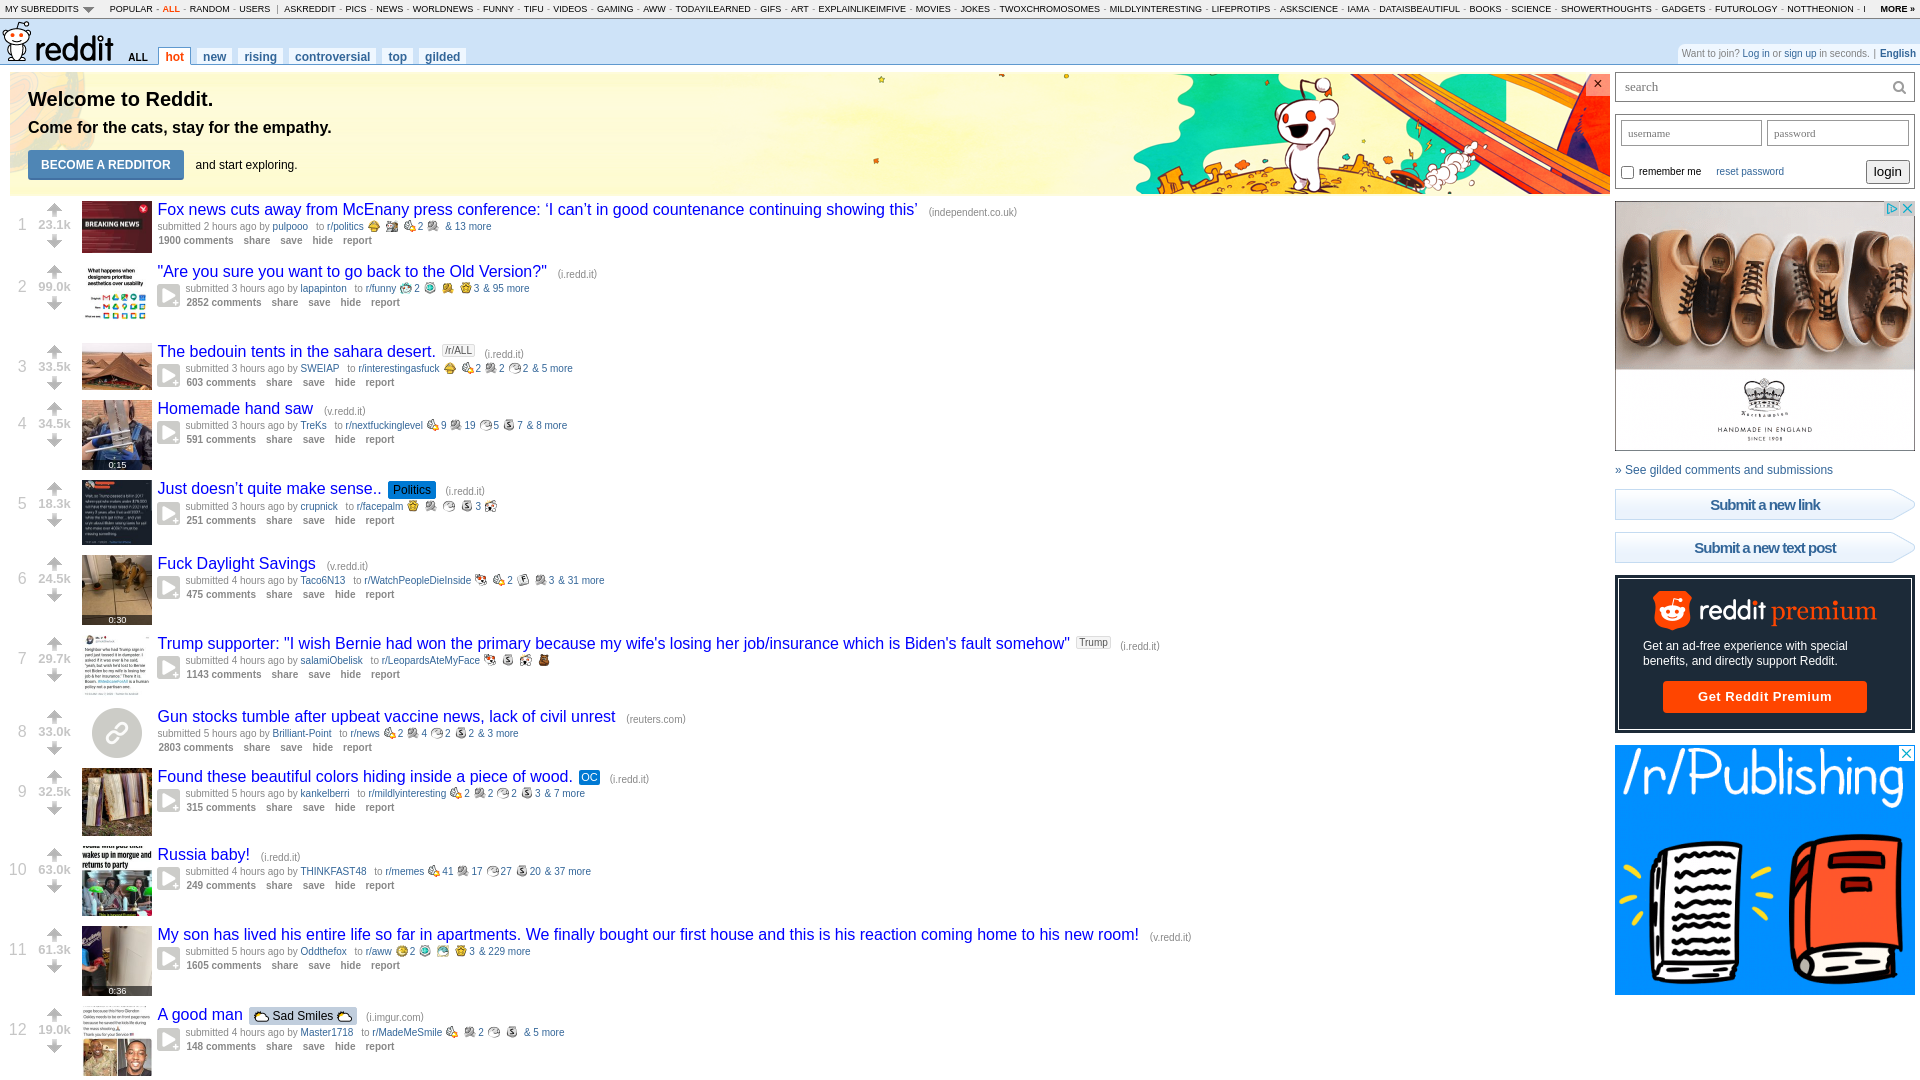 MY SUBREDDITS POPULAR - ALL - RANDOM - USERS | ASKREDDIT - PICS - NEWS - WORLDNEWS - FUNNY - TIFU - VIDEOS - GAMING - AWW - TODAYILEARNED - GIFS - ART - EXPLAINLIKEIMFIVE - MOVIES - JOKES - TWOXCHROMOSOMES - MILDLYINTERESTING - LIFEPROTIPS - ASKSCIENCE - IAMA - DATAISBEAUTIFUL - BOOKS - SCIENCE - SHOWERTHOUGHTS - GADGETS - FUTUROLOGY - NOTTHEONION - I MORE »
reddit ALL hot new rising controversial top gilded
Want to join? Log in or sign up in seconds. | English
Welcome to Reddit.
Come for the cats, stay for the empathy.
BECOME A REDDITOR and start exploring.
×
1
23.1k
BREAKING NEWS
Fox news cuts away from McEnany press conference: ‘I can’t in good countenance continuing showing this’ (independent.co.uk)
submitted 2 hours ago by pulpooo to r/politics 2 & 13 more
1900 comments share save hide report
2
99.0k
What happens when
designers prioritise
aesthetics over usability
"Are you sure you want to go back to the Old Version?" (i.redd.it)
submitted 3 hours ago by lapapinton to r/funny 2 3 & 95 more
2852 comments share save hide report
3
33.5k
The bedouin tents in the sahara desert. /r/ALL (i.redd.it)
submitted 3 hours ago by SWEIAP to r/interestingasfuck 2 2 2 & 5 more
603 comments share save hide report
4
34.5k
0:15
Homemade hand saw (v.redd.it)
submitted 3 hours ago by TreKs to r/nextfuckinglevel 9 19 5 7 & 8 more
591 comments share save hide report
5
18.3k
Just doesn’t quite make sense.. Politics (i.redd.it)
submitted 3 hours ago by crupnick to r/facepalm 3
251 comments share save hide report
6
24.5k
0:30
Fuck Daylight Savings (v.redd.it)
submitted 4 hours ago by Taco6N13 to r/WatchPeopleDieInside 2 3 & 31 more
475 comments share save hide report
7
29.7k
Trump supporter: "I wish Bernie had won the primary because my wife's losing her job/insurance which is Biden's fault somehow" Trump (i.redd.it)
submitted 4 hours ago by salamiObelisk to r/LeopardsAteMyFace
1143 comments share save hide report
8
33.0k
Gun stocks tumble after upbeat vaccine news, lack of civil unrest (reuters.com)
submitted 5 hours ago by Brilliant-Point to r/news 2 4 2 2 & 3 more
2803 comments share save hide report
9
32.5k
Found these beautiful colors hiding inside a piece of wood. OC (i.redd.it)
submitted 5 hours ago by kankelberri to r/mildlyinteresting 2 2 2 3 & 7 more
315 comments share save hide report
10
63.0k
wakes up in morgue and
returns to party
Russia baby! (i.redd.it)
submitted 4 hours ago by THINKFAST48 to r/memes 41 17 27 20 & 37 more
249 comments share save hide report
11
61.3k
0:36
My son has lived his entire life so far in apartments. We finally bought our first house and this is his reaction coming home to his new room! (v.redd.it)
submitted 5 hours ago by Oddthefox to r/aww 2 3 & 229 more
1605 comments share save hide report
12
19.0k
A good man Sad Smiles (i.imgur.com)
submitted 4 hours ago by Master1718 to r/MadeMeSmile 2 & 5 more
148 comments share save hide report
search
username password
remember me reset password login
Northampton
HANDMADE IN ENGLAND
SINCE 1908
» See gilded comments and submissions
Submit a new link
Submit a new text post
reddit premium
Get an ad-free experience with special
benefits, and directly support Reddit.
Get Reddit Premium
/r/Publishing